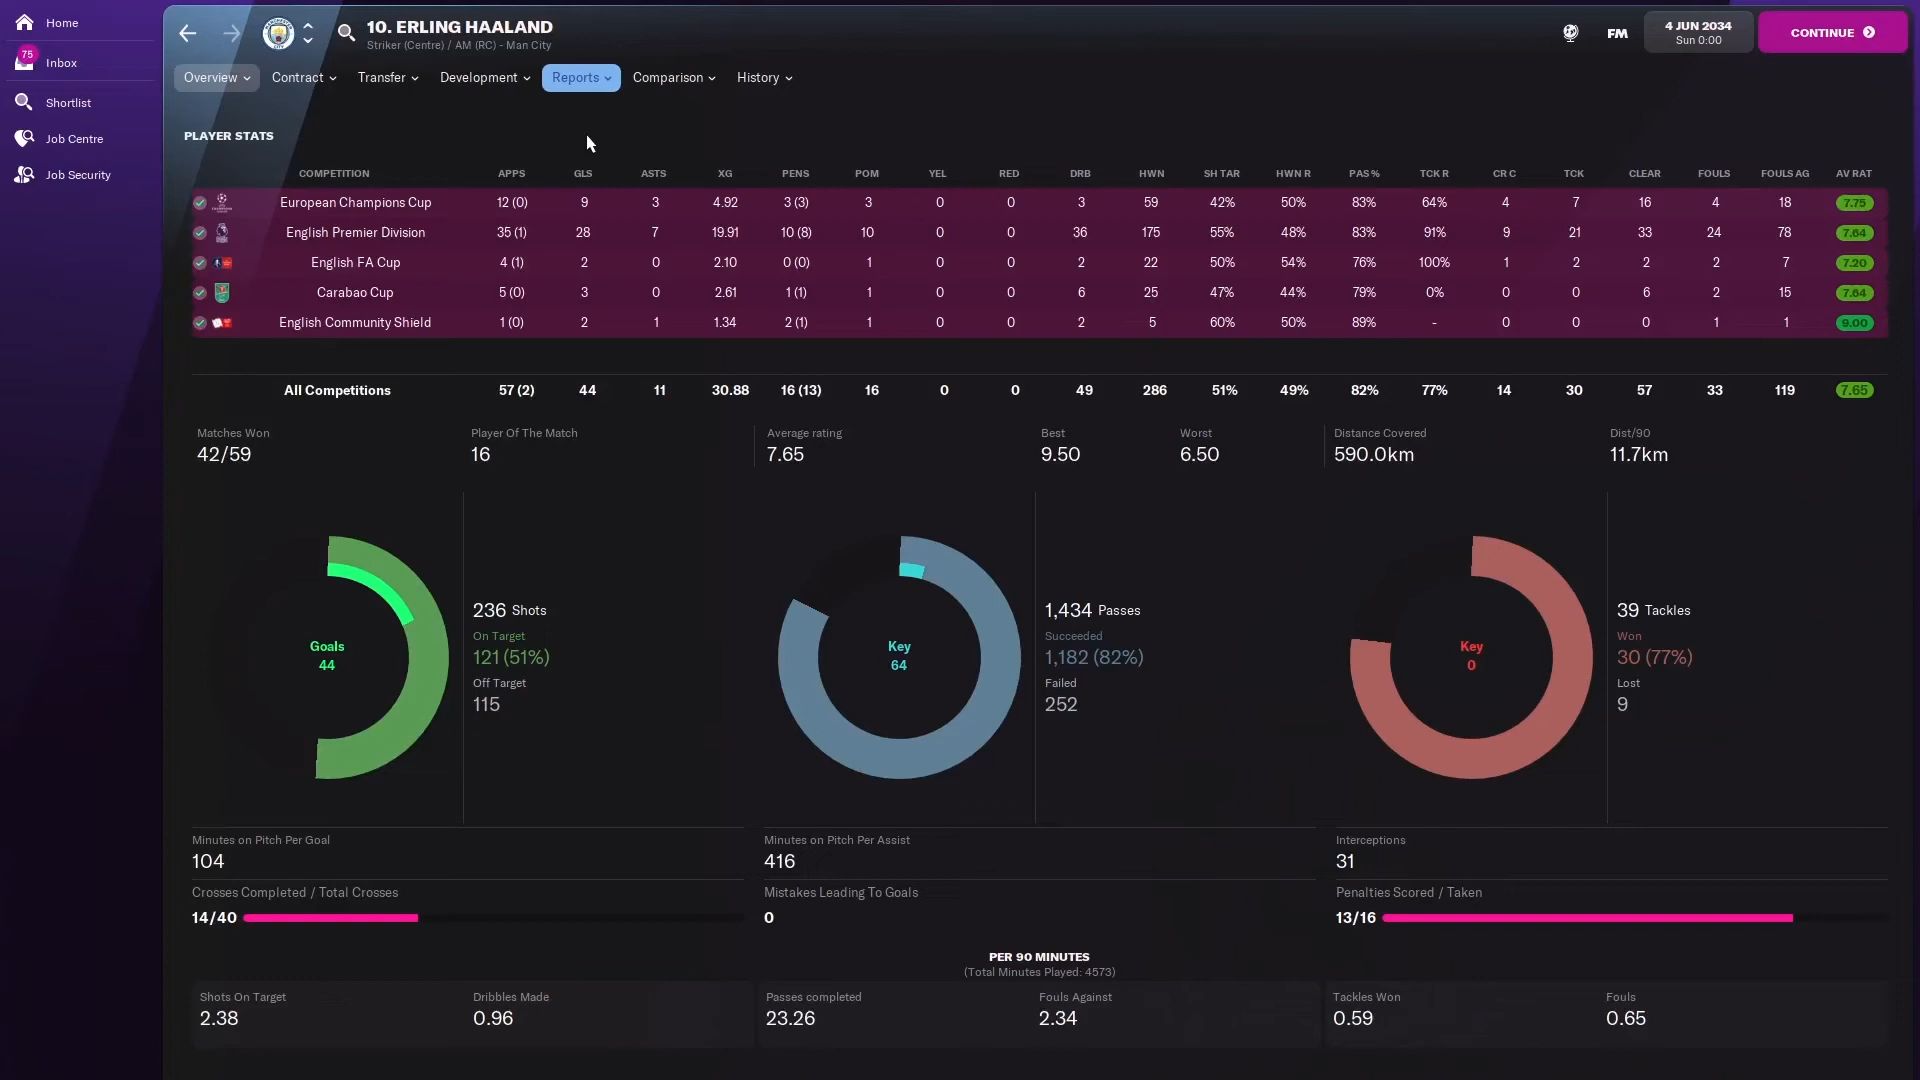 Home
75
Inbox
Shortlist
Job Centre
Job Security
10. ERLING HAALAND
Striker (Centre) / AM (RC) - Man City
FM
4 JUN 2034
Sun 0:00
CONTINUE
Overview Contract Transfer Development Reports Comparison History
PLAYER STATS
COMPETITION APPS GLS ASTS XG PENS POM YEL RED DRB HWN SH TAR HWN R PAS % TCK R CR C TCK CLEAR FOULS FOULS AG AV RAT
European Champions Cup 12 (0) 9 3 4.92 3 (3) 3 0 0 3 59 42% 50% 83% 64% 4 7 16 4 18 7.75
English Premier Division 35 (1) 28 7 19.91 10 (8) 10 0 0 36 175 55% 48% 83% 91% 9 21 33 24 78 7.64
English FA Cup 4 (1) 2 0 2.10 0 (0) 1 0 0 2 22 50% 54% 76% 100% 1 2 2 2 7 7.20
Carabao Cup 5 (0) 3 0 2.61 1 (1) 1 0 0 6 25 47% 44% 79% 0% 0 0 6 2 15 7.64
English Community Shield 1 (0) 2 1 1.34 2 (1) 1 0 0 2 5 60% 50% 89% - 0 0 0 1 1 9.00
All Competitions 57 (2) 44 11 30.88 16 (13) 16 0 0 49 286 51% 49% 82% 77% 14 30 57 33 119 7.65
Matches Won Player Of The Match Average rating Best Worst Distance Covered Dist/90
42/59 16 7.65 9.50 6.50 590.0km 11.7km
Goals
44
236 Shots
On Target
121 (51%)
Off Target
115
Key
64
1,434 Passes
Succeeded
1,182 (82%)
Failed
252
Key
0
39 Tackles
Won
30 (77%)
Lost
9
Minutes on Pitch Per Goal Minutes on Pitch Per Assist Interceptions
104 416 31
Crosses Completed / Total Crosses Mistakes Leading To Goals Penalties Scored / Taken
14/40 0 13/16
PER 90 MINUTES
(Total Minutes Played: 4573)
Shots On Target Dribbles Made Passes completed Fouls Against Tackles Won Fouls
2.38 0.96 23.26 2.34 0.59 0.65